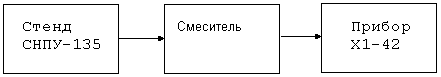 Стенд
СНПУ-135
Смеситель
Прибор
Х1-42